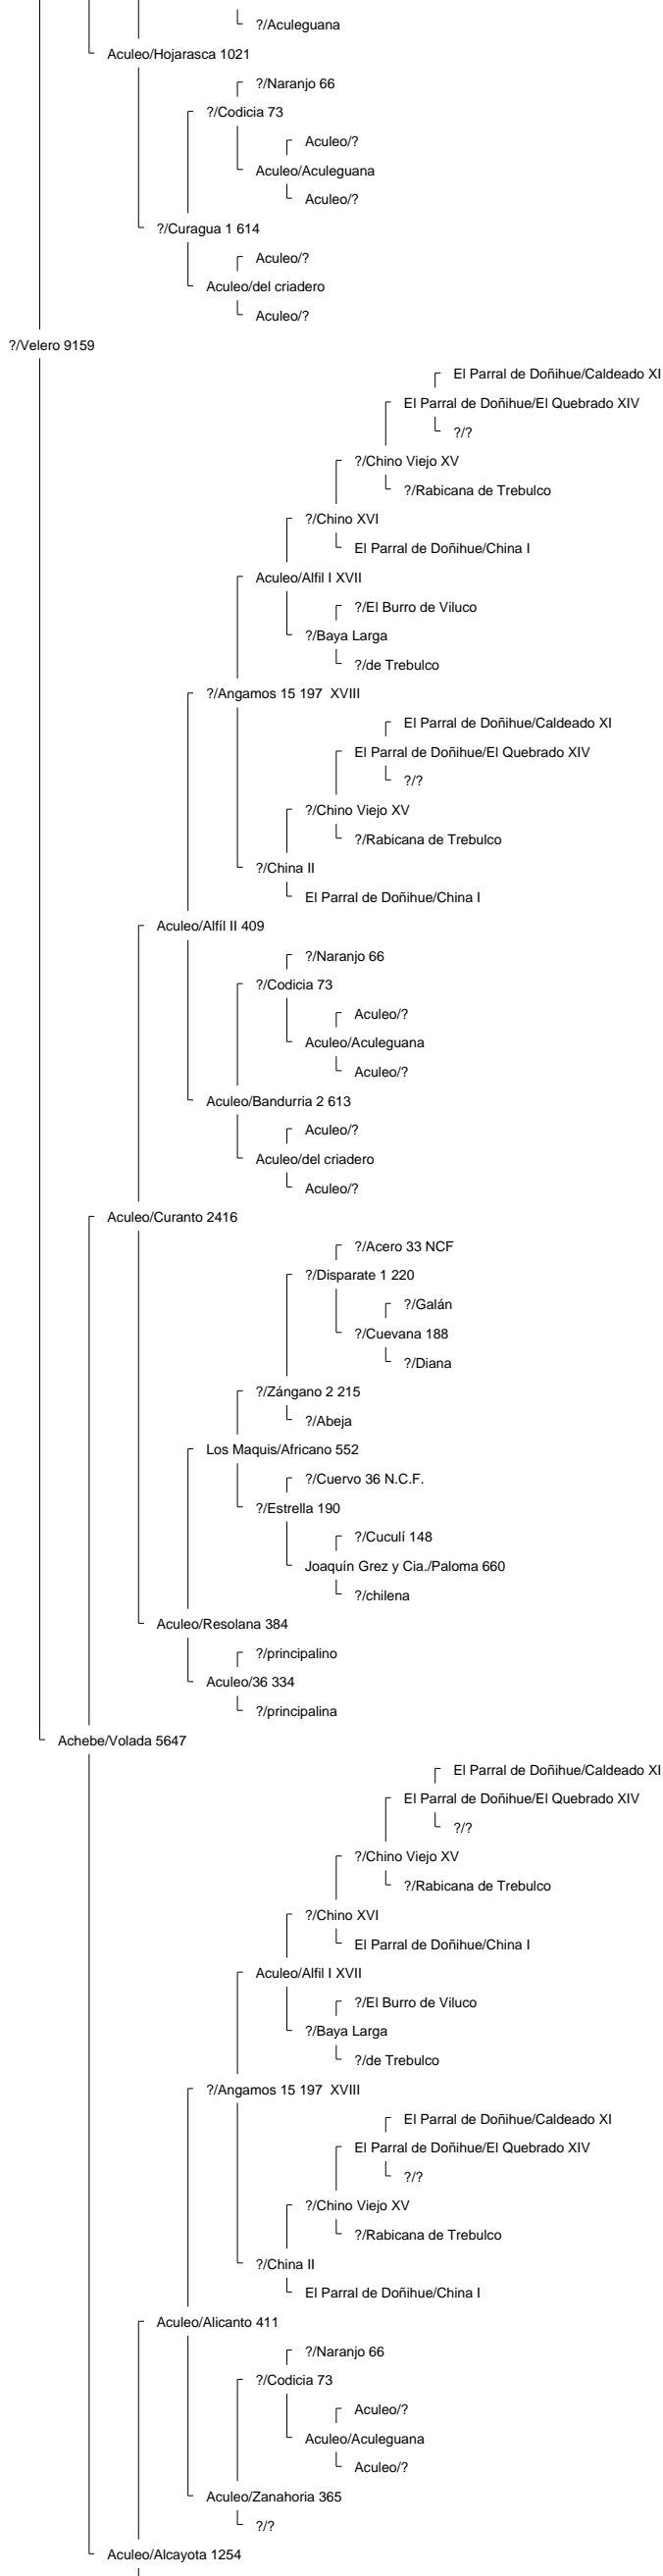 ?/Aculeguana
Aculeo/Hojarasca 1021
?/Naranjo 66
?/Codicia 73
Aculeo/?
Aculeo/Aculeguana
Aculeo/?
?/Curagua 1 614
Aculeo/?
Aculeo/del criadero
Aculeo/?
?/Velero 9159
El Parral de Doñihue/Caldeado XI
El Parral de Doñihue/El Quebrado XIV
?/?
?/Chino Viejo XV
?/Rabicana de Trebulco
?/Chino XVI
El Parral de Doñihue/China I
Aculeo/Alfil I XVII
?/El Burro de Viluco
?/Baya Larga
?/de Trebulco
?/Angamos 15 197 XVIII
El Parral de Doñihue/Caldeado XI
El Parral de Doñihue/El Quebrado XIV
?/?
?/Chino Viejo XV
?/Rabicana de Trebulco
?/China II
El Parral de Doñihue/China I
Aculeo/Alfíl II 409
?/Naranjo 66
?/Codicia 73
Aculeo/?
Aculeo/Aculeguana
Aculeo/?
Aculeo/Bandurria 2 613
Aculeo/?
Aculeo/del criadero
Aculeo/?
Aculeo/Curanto 2416
?/Acero 33 NCF
?/Disparate 1 220
?/Galán
?/Cuevana 188
?/Diana
?/Zángano 2 215
?/Abeja
Los Maquis/Africano 552
?/Cuervo 36 N.C.F.
?/Estrella 190
?/Cuculí 148
Joaquín Grez y Cia./Paloma 660
?/chilena
Aculeo/Resolana 384
?/principalino
Aculeo/36 334
?/principalina
Achebe/Volada 5647
El Parral de Doñihue/Caldeado XI
El Parral de Doñihue/El Quebrado XIV
?/?
?/Chino Viejo XV
?/Rabicana de Trebulco
?/Chino XVI
El Parral de Doñihue/China I
Aculeo/Alfil I XVII
?/El Burro de Viluco
?/Baya Larga
?/de Trebulco
?/Angamos 15 197 XVIII
El Parral de Doñihue/Caldeado XI
El Parral de Doñihue/El Quebrado XIV
?/?
?/Chino Viejo XV
?/Rabicana de Trebulco
?/China II
El Parral de Doñihue/China I
Aculeo/Alicanto 411
?/Naranjo 66
?/Codicia 73
Aculeo/?
Aculeo/Aculeguana
Aculeo/?
Aculeo/Zanahoria 365
?/?
Aculeo/Alcayota 1254